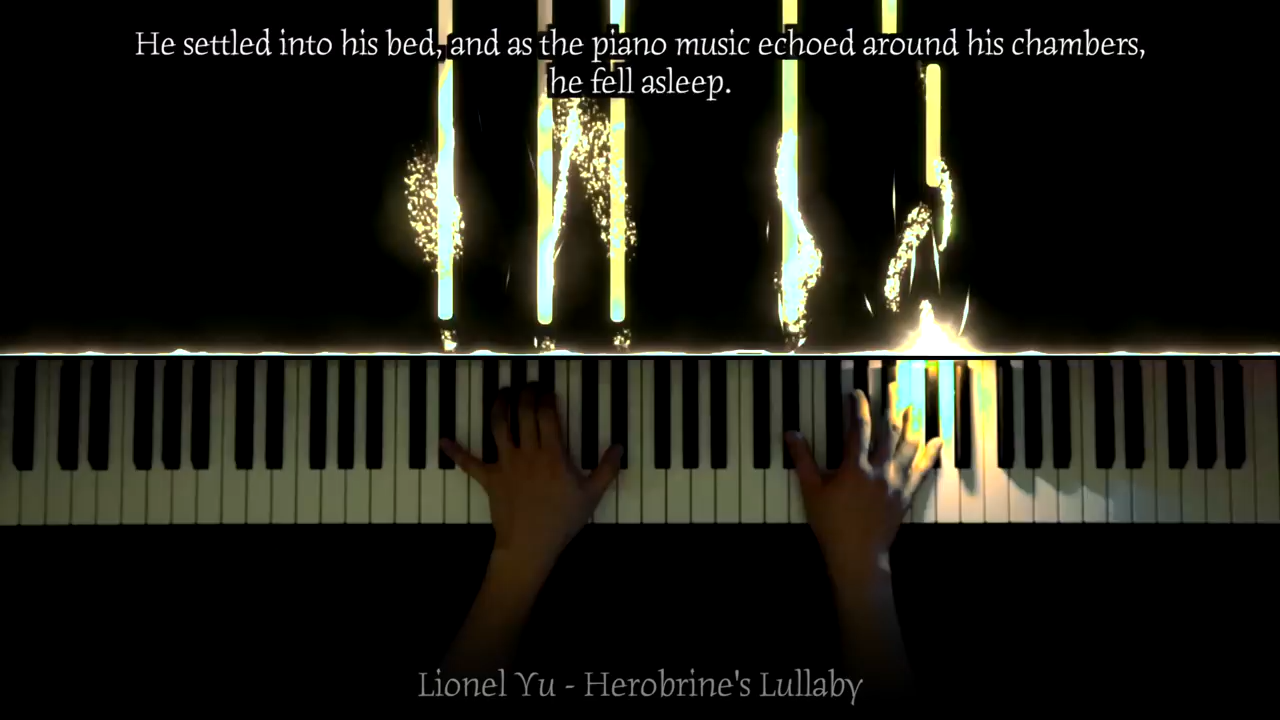 He settled into his bed, and as the piano music echoed around his chambers,
he fell asleep.
Lionel Yu - Herobrine's Lullaby